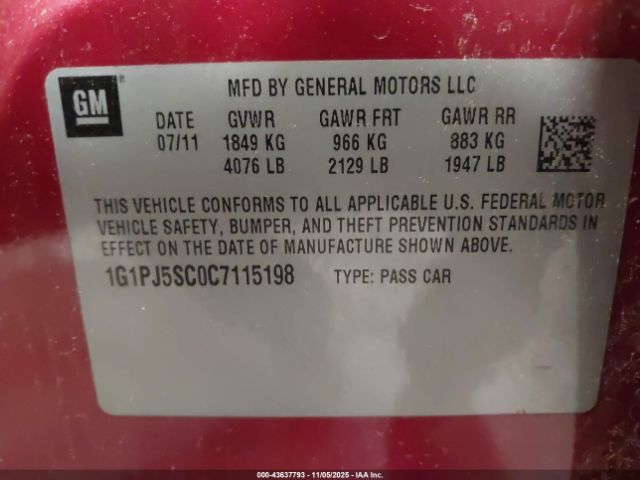 GM
MFD BY GENERAL MOTORS LLC
DATE GVWR GAWR FRT GAWR RR
07/11 1849 KG 966 KG 883 KG
4076 LB 2129 LB 1947 LB
THIS VEHICLE CONFORMS TO ALL APPLICABLE U.S. FEDERAL MOTOR
VEHICLE SAFETY, BUMPER, AND THEFT PREVENTION STANDARDS IN
EFFECT ON THE DATE OF MANUFACTURE SHOWN ABOVE.
1G1PJ5SC0C7115198 TYPE: PASS CAR
000-43637793 - 11/05/2025 - IAA Inc.